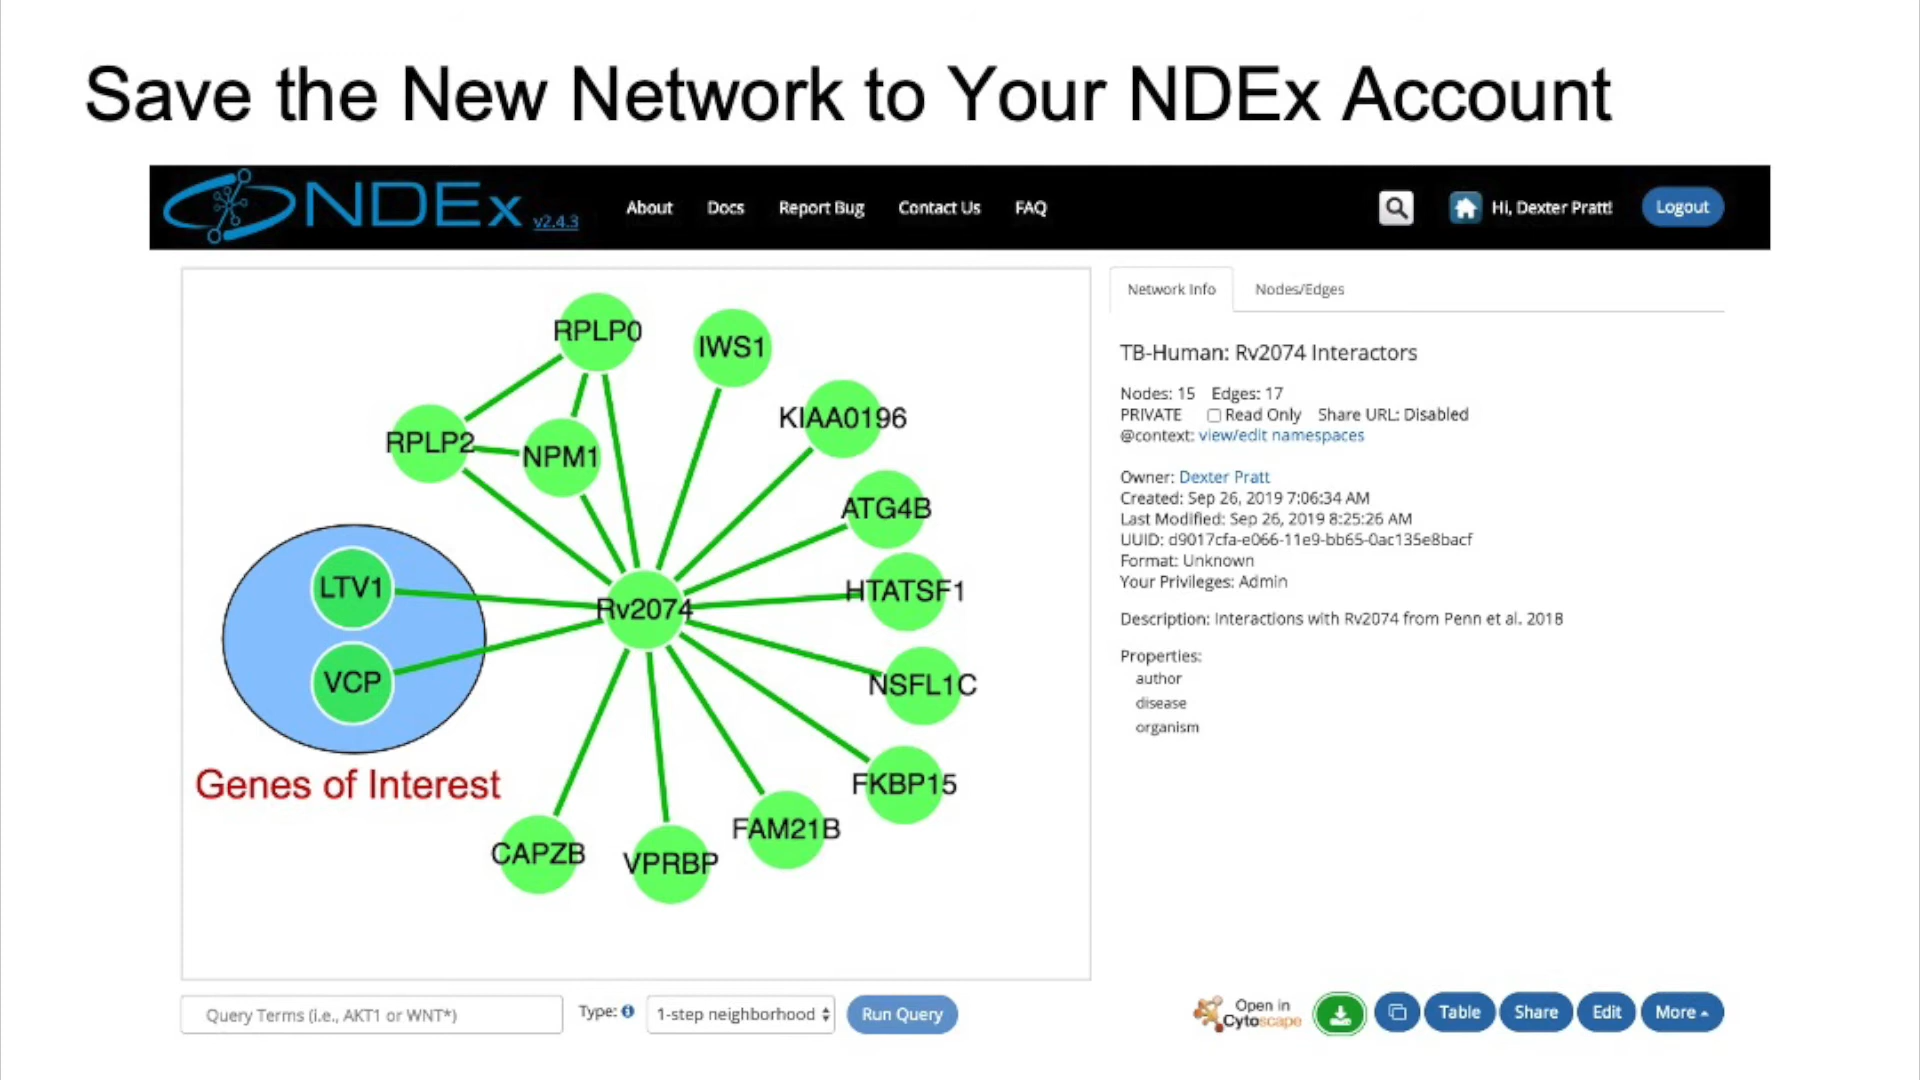 Save the New Network to Your NDEx Account
NDEx v2.4.3 About Docs Report Bug Contact Us FAQ Hi, Dexter Pratt! Logout
RPLP0
IWS1
KIAA0196
RPLP2
NPM1
ATG4B
LTV1
HTATSF1
Rv2074
VCP
NSFL1C
Genes of Interest
FKBP15
FAM21B
CAPZB
VPRBP
Network Info Nodes/Edges
TB-Human: Rv2074 Interactors
Nodes: 15 Edges: 17
PRIVATE Read Only Share URL: Disabled
@context: view/edit namespaces
Owner: Dexter Pratt
Created: Sep 26, 2019 7:06:34 AM
Last Modified: Sep 26, 2019 8:25:26 AM
UUID: d9017cfa-e066-11e9-bb65-0ac135e8bacf
Format: Unknown
Your Privileges: Admin
Description: Interactions with Rv2074 from Penn et al. 2018
Properties:
author
disease
organism
Query Terms (i.e., AKT1 or WNT*) Type: 1-step neighborhood Run Query
Open in
Cytoscape
Table Share Edit More